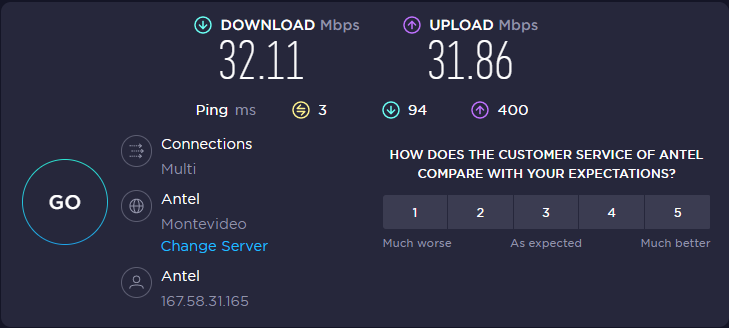 DOWNLOAD Mbps
UPLOAD Mbps
32.11
31.86
Ping ms
3
94
400
Connections
Multi
GO
Antel
Montevideo
Change Server
Antel
167.58.31.165
HOW DOES THE CUSTOMER SERVICE OF ANTEL
COMPARE WITH YOUR EXPECTATIONS?
1
2
3
4
5
Much worse
As expected
Much better